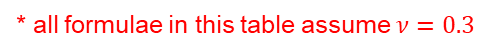 * all formulae in this table assume ν = 0.3